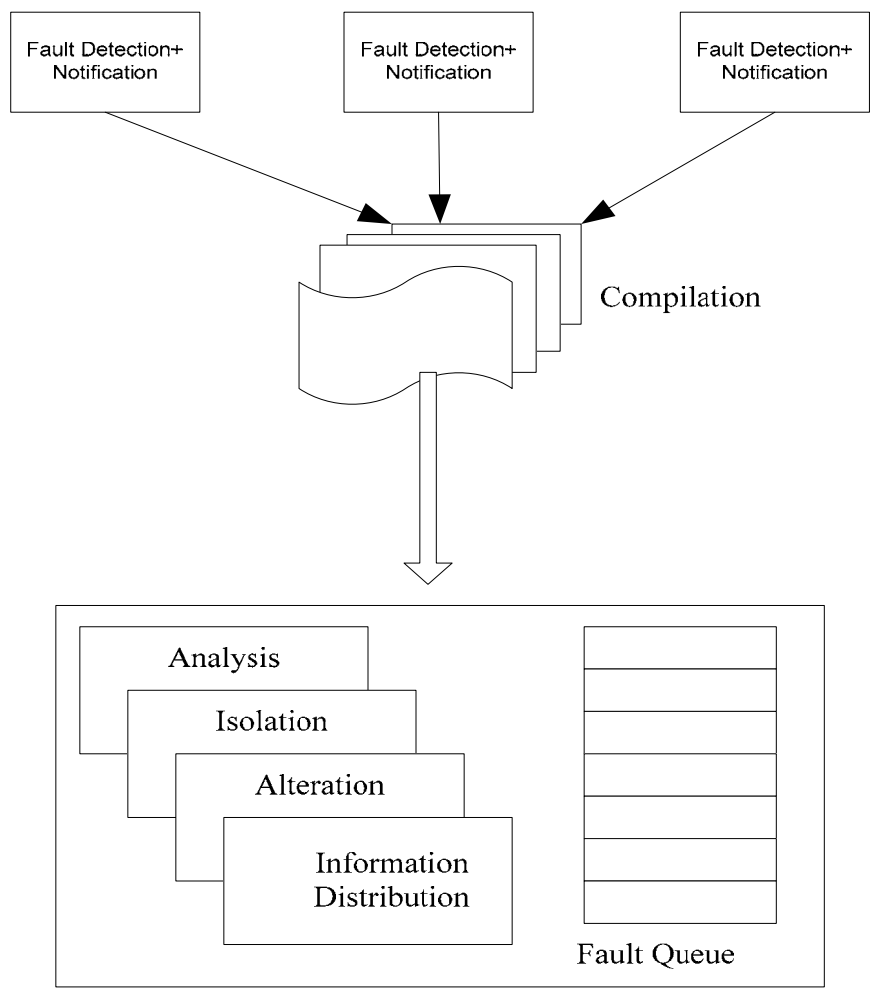 Fault Detection+
Notification
Fault Detection+
Notification
Fault Detection+
Notification
Compilation
Analysis
Isolation
Alteration
Information
Distribution
Fault Queue